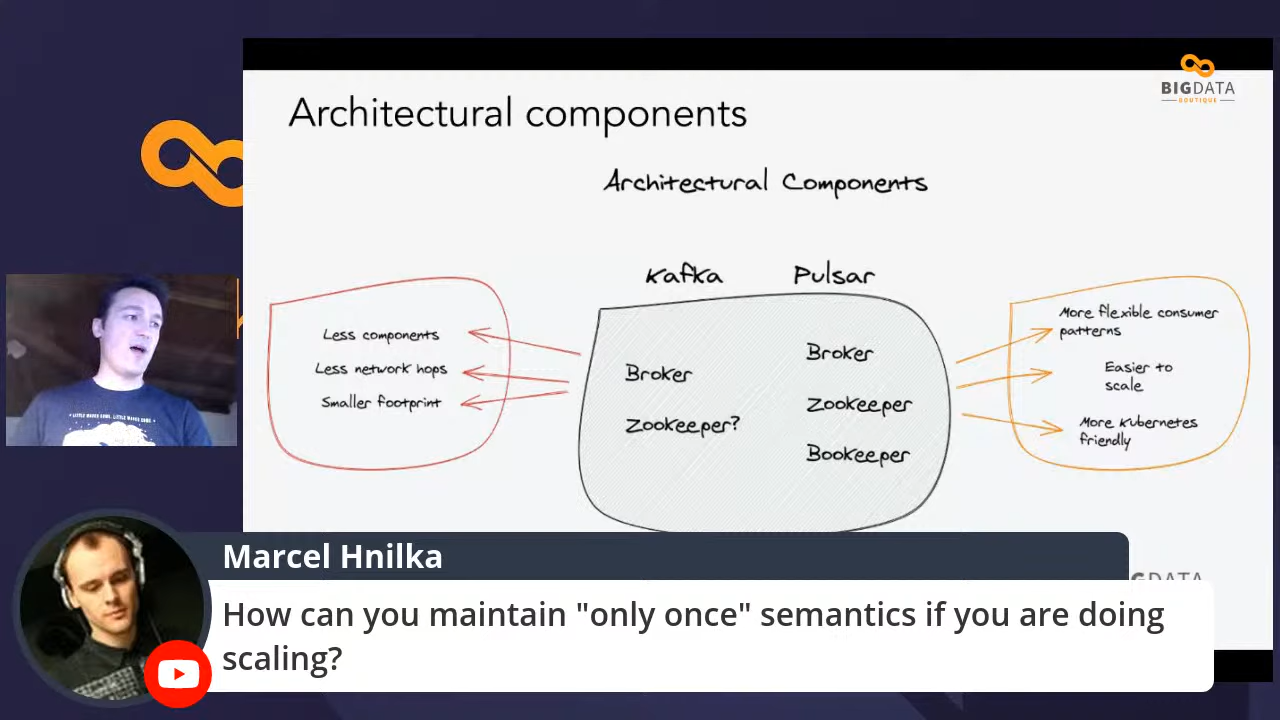 BIGDATA
BOUTIQUE
Architectural components
Architectural Components
Kafka Pulsar
Less components
Less network hops
Smaller footprint
Broker
Zookeeper?
Broker
Zookeeper
Bookeeper
More flexible consumer
patterns
Easier to
scale
More Kubernetes
friendly
Marcel Hnilka
How can you maintain "only once" semantics if you are doing
scaling?